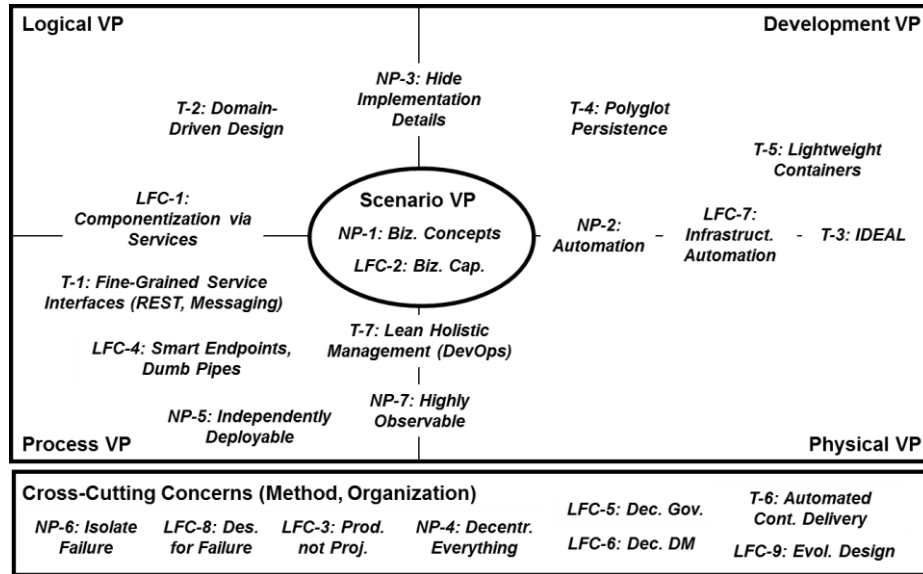 Logical VP
Development VP
NP-3: Hide
Implementation
Details
T-2: Domain-
Driven Design
T-4: Polyglot
Persistence
T-5: Lightweight
Containers
LFC-1:
Componentization via
Services
Scenario VP
NP-1: Biz. Concepts
LFC-2: Biz. Cap.
NP-2:
Automation
LFC-7:
Infrastruct.
Automation
T-3: IDEAL
T-1: Fine-Grained Service
Interfaces (REST, Messaging)
LFC-4: Smart Endpoints,
Dumb Pipes
T-7: Lean Holistic
Management (DevOps)
NP-5: Independently
Deployable
NP-7: Highly
Observable
Process VP
Physical VP
Cross-Cutting Concerns (Method, Organization)
NP-6: Isolate
Failure
LFC-8: Des.
for Failure
LFC-3: Prod.
not Proj.
NP-4: Decentr.
Everything
LFC-5: Dec. Gov.
LFC-6: Dec. DM
T-6: Automated
Cont. Delivery
LFC-9: Evol. Design